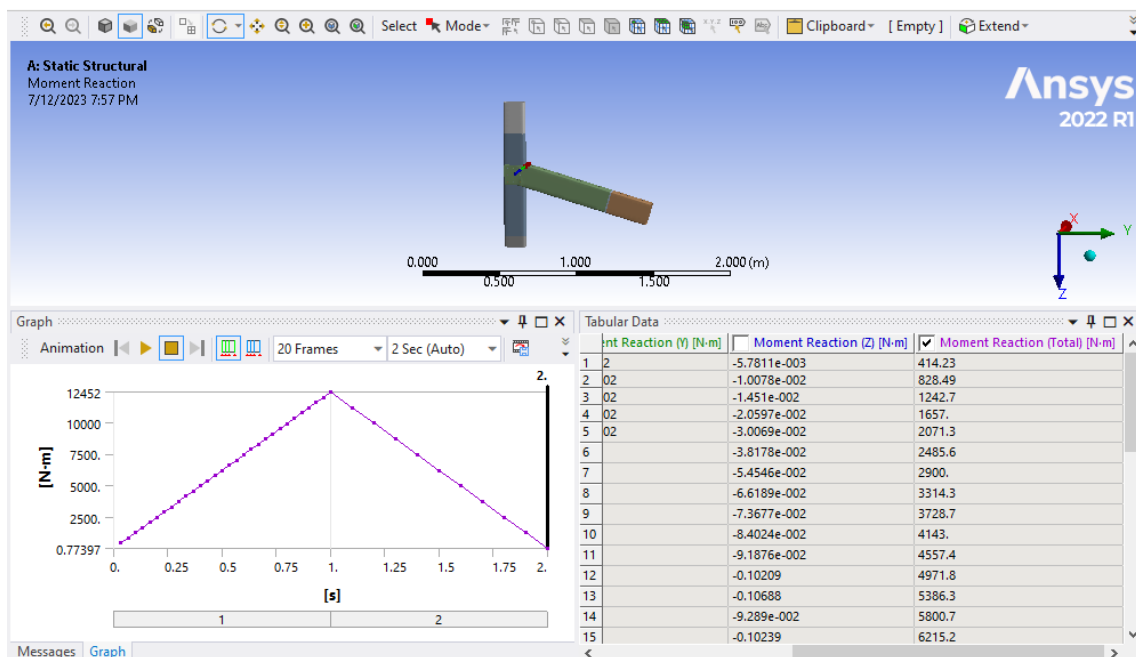 Select Mode Clipboard [ Empty ] Extend
A: Static Structural
Moment Reaction
7/12/2023 7:57 PM
Ansys
2022 R1
X
Y
Z
0.000 1.000 2.000 (m)
0.500 1.500
Graph
Animation 20 Frames 2 Sec (Auto)
2.
12452
10000
7500.
5000.
2500.
0.77397
[N·m]
0. 0.25 0.5 0.75 1. 1.25 1.5 1.75 2.
[s]
1 2
Messages Graph
Tabular Data
nt Reaction (Y) [N·m] Moment Reaction (Z) [N·m] Moment Reaction (Total) [N·m]
1 2 -5.7811e-003 414.23
2 02 -1.0078e-002 828.49
3 02 -1.451e-002 1242.7
4 02 -2.0597e-002 1657.
5 02 -3.0069e-002 2071.3
6 -3.8178e-002 2485.6
7 -5.4546e-002 2900.
8 -6.6189e-002 3314.3
9 -7.3677e-002 3728.7
10 -8.4024e-002 4143.
11 -9.1876e-002 4557.4
12 -0.10209 4971.8
13 -0.10688 5386.3
14 -9.289e-002 5800.7
15 -0.10239 6215.2